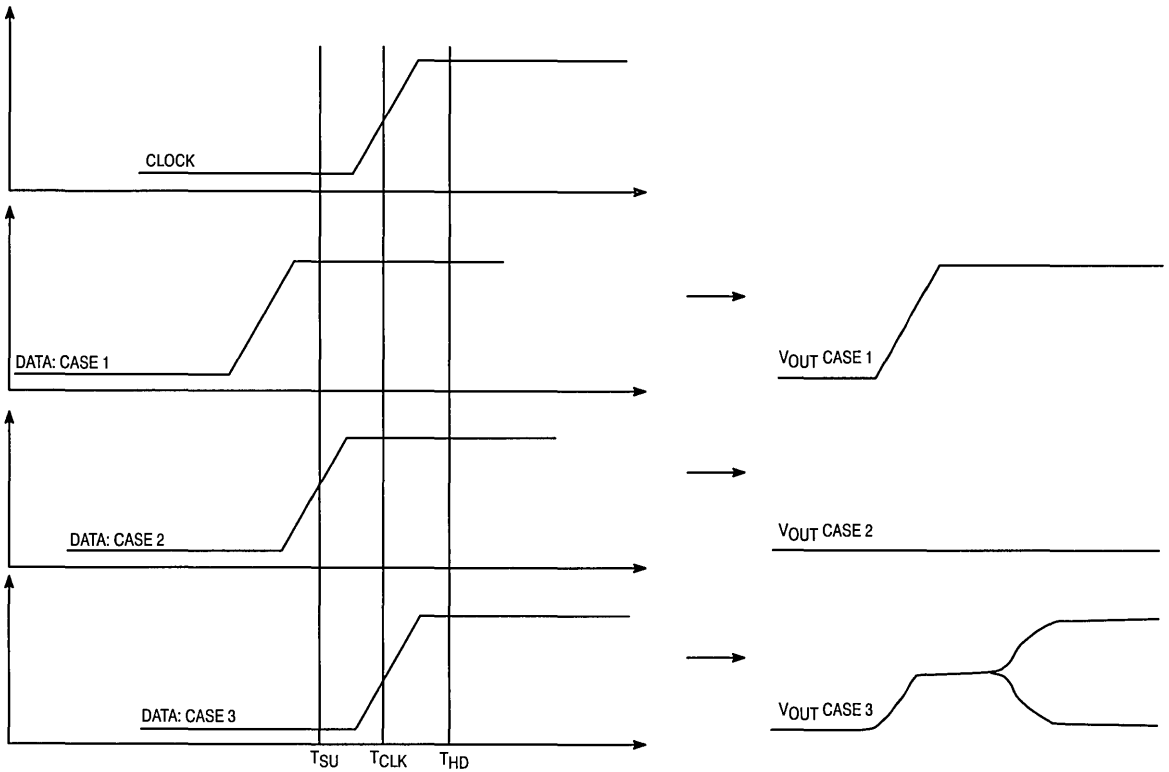 CLOCK
DATA: CASE 1
VOUT CASE 1
DATA: CASE 2
VOUT CASE 2
DATA: CASE 3
VOUT CASE 3
TSU
TCLK
THD